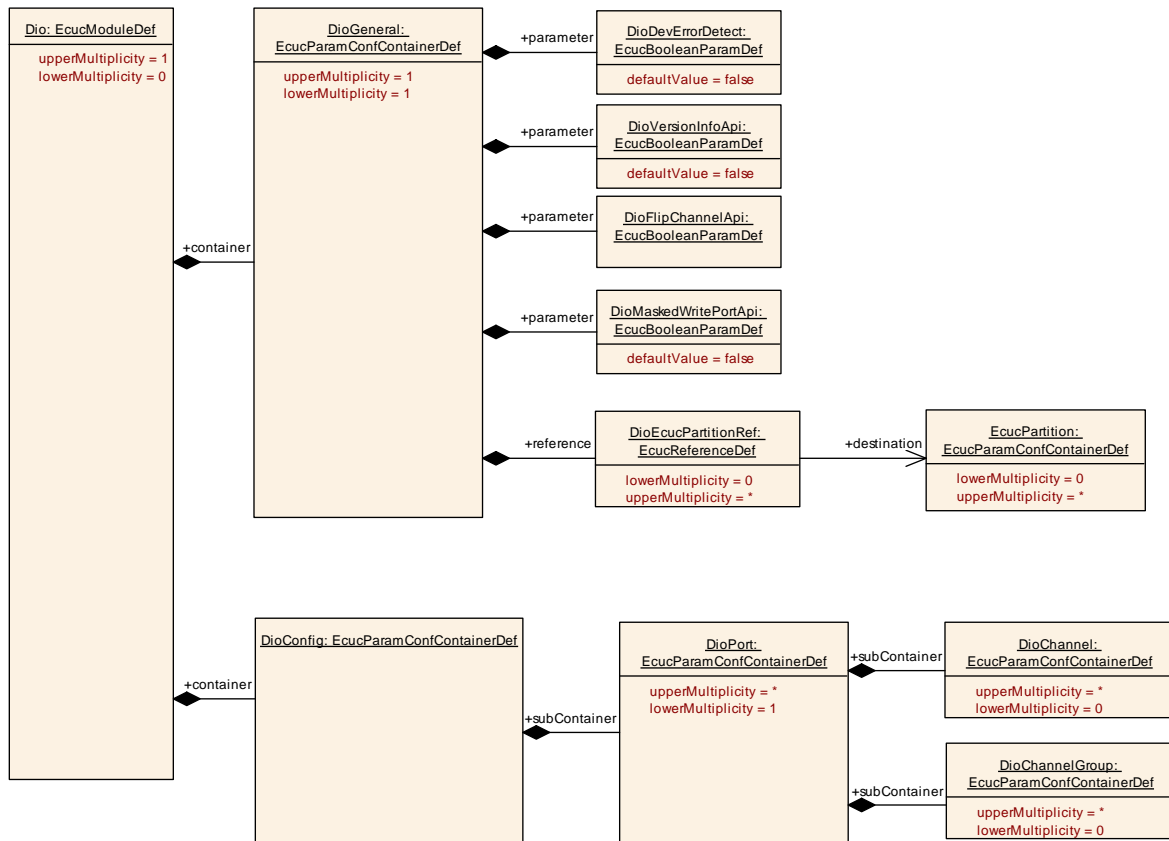 Dio: EcucModuleDef
upperMultiplicity = 1
lowerMultiplicity = 0
+container
DioGeneral:
EcucParamConfContainerDef
upperMultiplicity = 1
lowerMultiplicity = 1
+parameter
DioDevErrorDetect:
EcucBooleanParamDef
defaultValue = false
+parameter
DioVersionInfoApi:
EcucBooleanParamDef
defaultValue = false
+parameter
DioFlipChannelApi:
EcucBooleanParamDef
+parameter
DioMaskedWritePortApi:
EcucBooleanParamDef
defaultValue = false
+reference
DioEcucPartitionRef:
EcucReferenceDef
lowerMultiplicity = 0
upperMultiplicity = *
+destination
EcucPartition:
EcucParamConfContainerDef
lowerMultiplicity = 0
upperMultiplicity = *
+container
DioConfig: EcucParamConfContainerDef
+subContainer
DioPort:
EcucParamConfContainerDef
upperMultiplicity = *
lowerMultiplicity = 1
+subContainer
DioChannel:
EcucParamConfContainerDef
upperMultiplicity = *
lowerMultiplicity = 0
+subContainer
DioChannelGroup:
EcucParamConfContainerDef
upperMultiplicity = *
lowerMultiplicity = 0